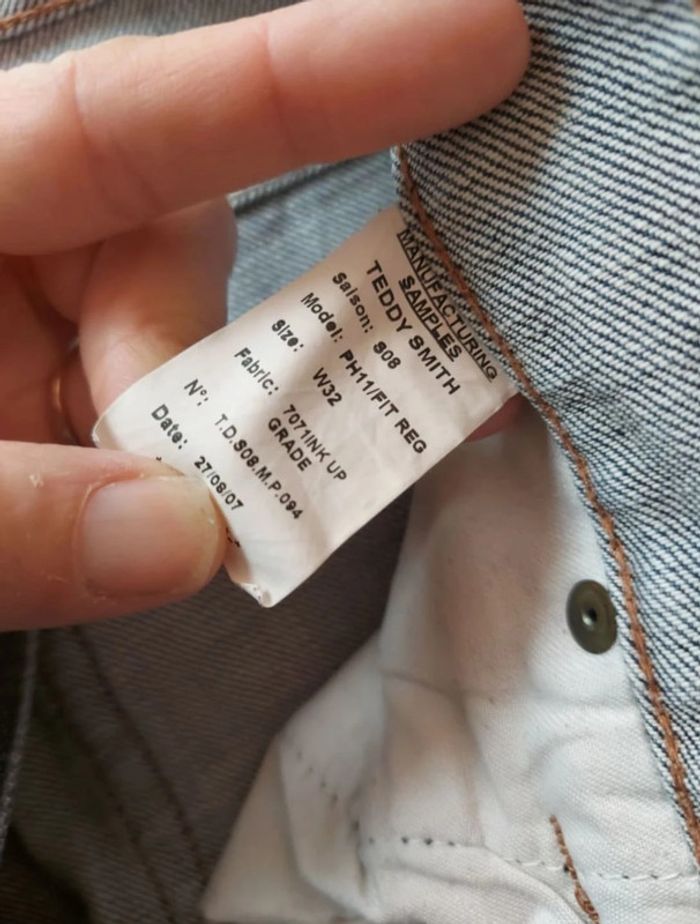 MANUFACTURING
SAMPLES
TEDDY SMITH
Saison: S08
Model: PH11/FIT REG
Size: W32
Fabric: 7071INK UP
GRADE
N°: T.D.S08.M.P.094
Date: 27/08/07